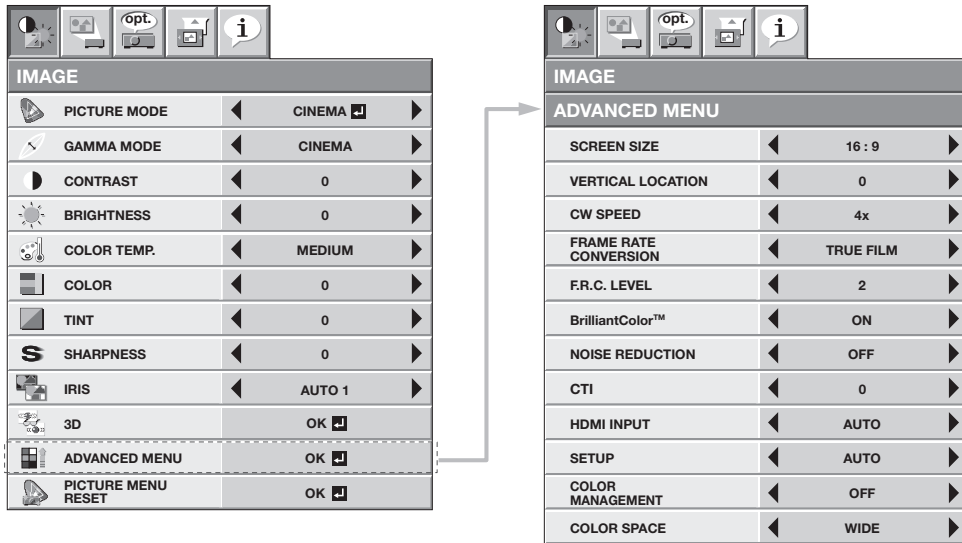 opt.
i
IMAGE
PICTURE MODE CINEMA
GAMMA MODE CINEMA
CONTRAST 0
BRIGHTNESS 0
COLOR TEMP. MEDIUM
COLOR 0
TINT 0
S SHARPNESS 0
IRIS AUTO 1
3D OK
ADVANCED MENU OK
PICTURE MENU
RESET OK
opt.
i
IMAGE
ADVANCED MENU
SCREEN SIZE 16 : 9
VERTICAL LOCATION 0
CW SPEED 4x
FRAME RATE
CONVERSION TRUE FILM
F.R.C. LEVEL 2
BrilliantColor™ ON
NOISE REDUCTION OFF
CTI 0
HDMI INPUT AUTO
SETUP AUTO
COLOR
MANAGEMENT OFF
COLOR SPACE WIDE